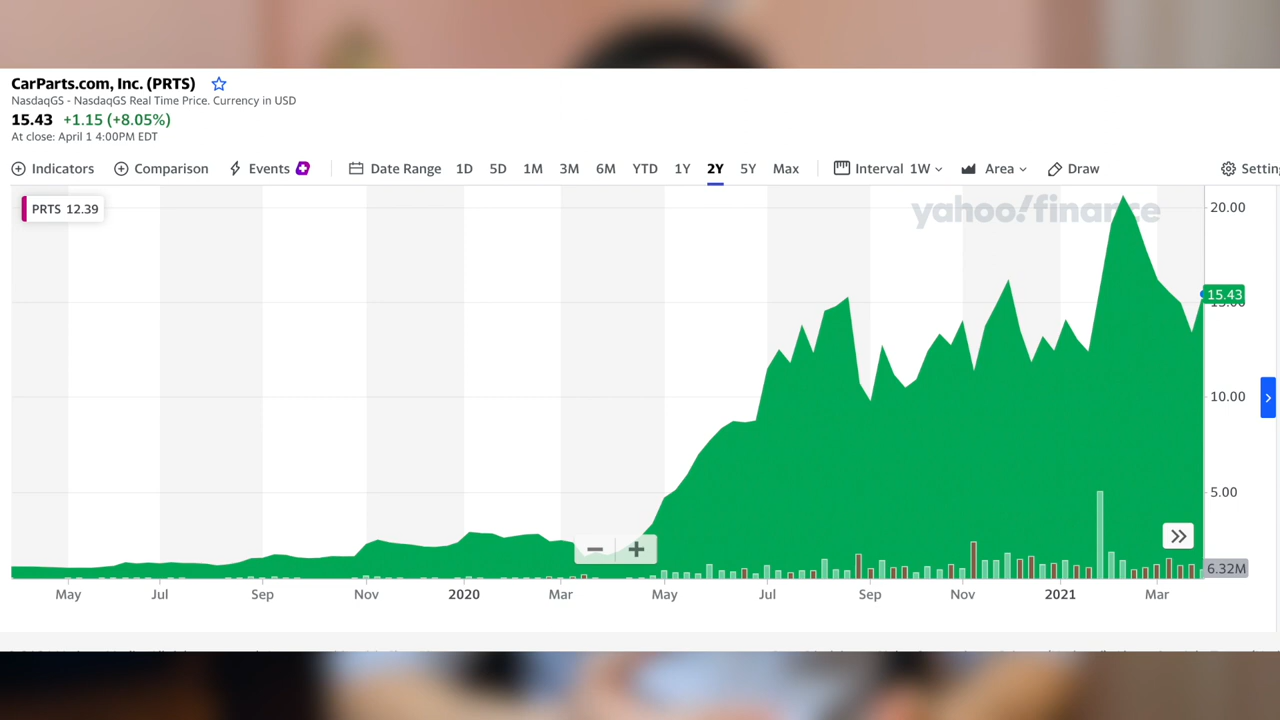 CarParts.com, Inc. (PRTS)
NasdaqGS - NasdaqGS Real Time Price. Currency in USD
15.43 +1.15 (+8.05%)
At close: April 1 4:00PM EDT
Indicators Comparison Events Date Range 1D 5D 1M 3M 6M YTD 1Y 2Y 5Y Max Interval 1W Area Draw Settin
PRTS 12.39
yahoo!finance
20.00
15.43
15.00
10.00
5.00
6.32M
May Jul Sep Nov 2020 Mar May Jul Sep Nov 2021 Mar